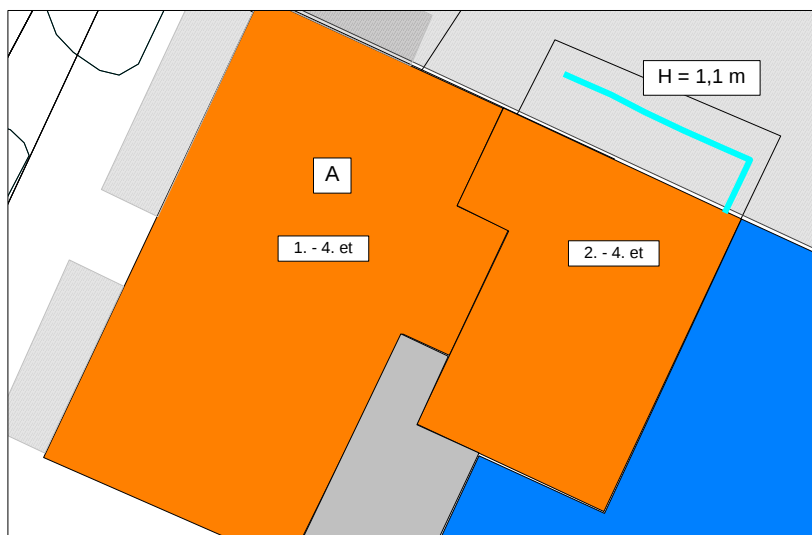 H = 1,1 m
A
1. - 4. et
2. - 4. et